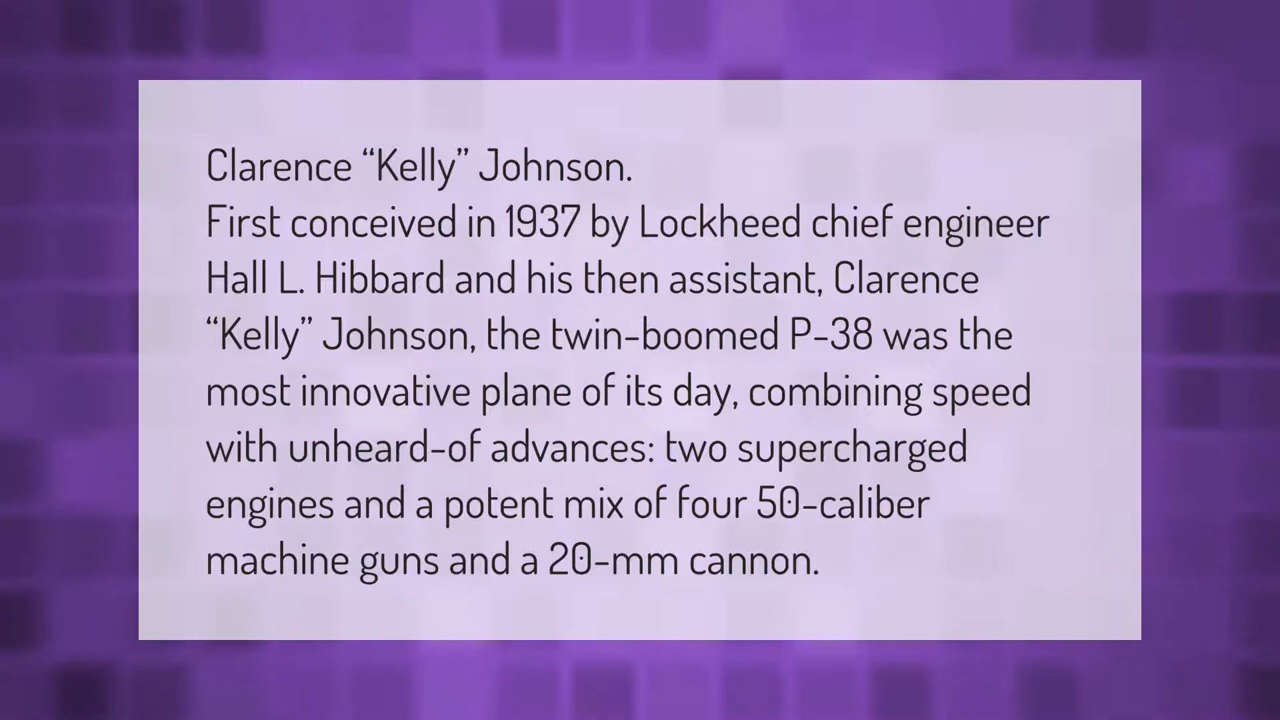 Clarence “Kelly” Johnson.
First conceived in 1937 by Lockheed chief engineer
Hall L. Hibbard and his then assistant, Clarence
“Kelly” Johnson, the twin-boomed P-38 was the
most innovative plane of its day, combining speed
with unheard-of advances: two supercharged
engines and a potent mix of four 50-caliber
machine guns and a 20-mm cannon.